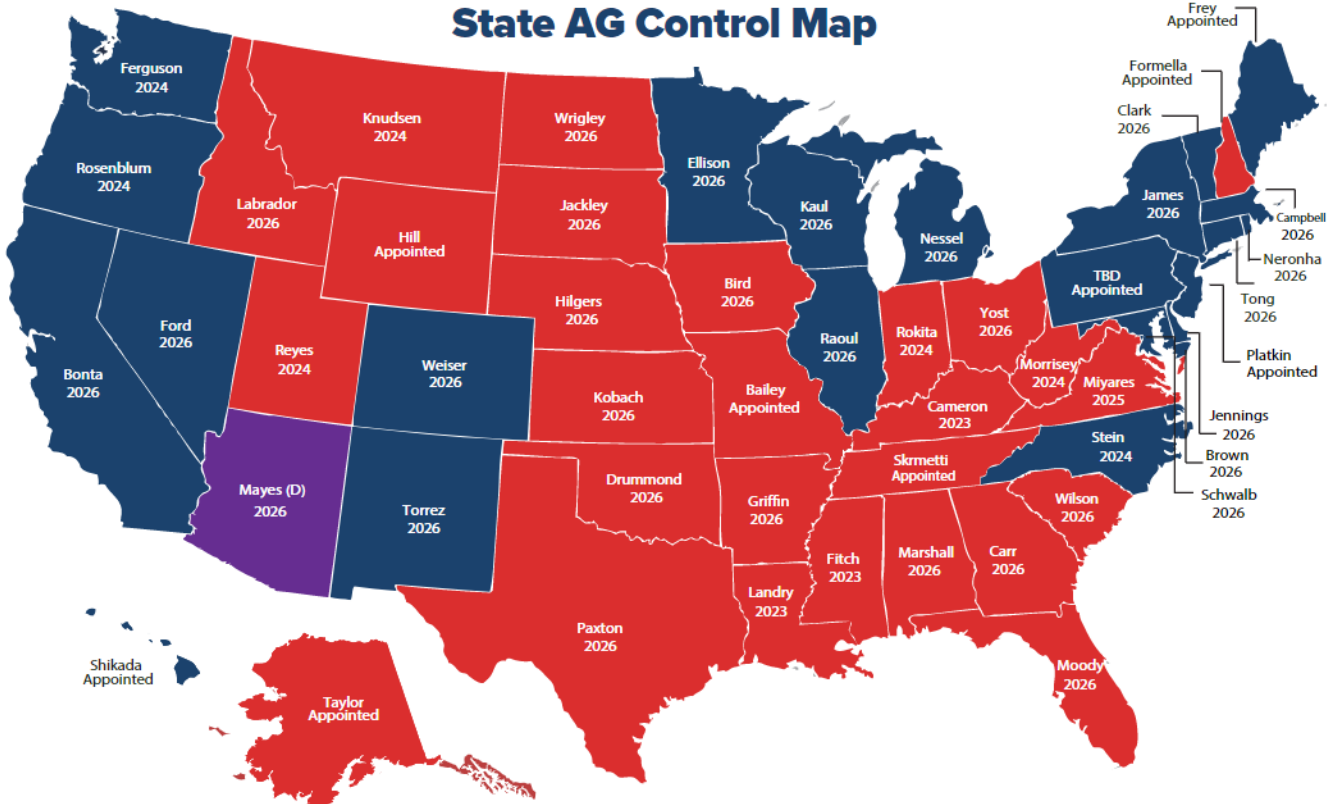 State AG Control Map
Frey
Appointed
Formella
Appointed
Clark
2026
Ferguson
2024
Knudsen
2024
Wrigley
2026
Ellison
2026
Rosenblum
2024
Labrador
2026
Hill
Appointed
Jackley
2026
Kaul
2026
Nessel
2026
James
2026
Campbell
2026
Neronha
2026
Tong
2026
Platkin
Appointed
Jennings
2026
Brown
2026
Schwalb
2026
TBD
Appointed
Bird
2026
Hilgers
2026
Ford
2026
Reyes
2024
Weiser
2026
Bonta
2026
Raoul
2026
Rokita
2024
Yost
2026
Morrisey
2024
Miyares
2025
Kobach
2026
Bailey
Appointed
Cameron
2023
Stein
2024
Skrmetti
Appointed
Mayes (D)
2026
Torrez
2026
Drummond
2026
Griffin
2026
Wilson
2026
Fitch
2023
Marshall
2026
Carr
2026
Landry
2023
Paxton
2026
Moody
2026
Shikada
Appointed
Taylor
Appointed